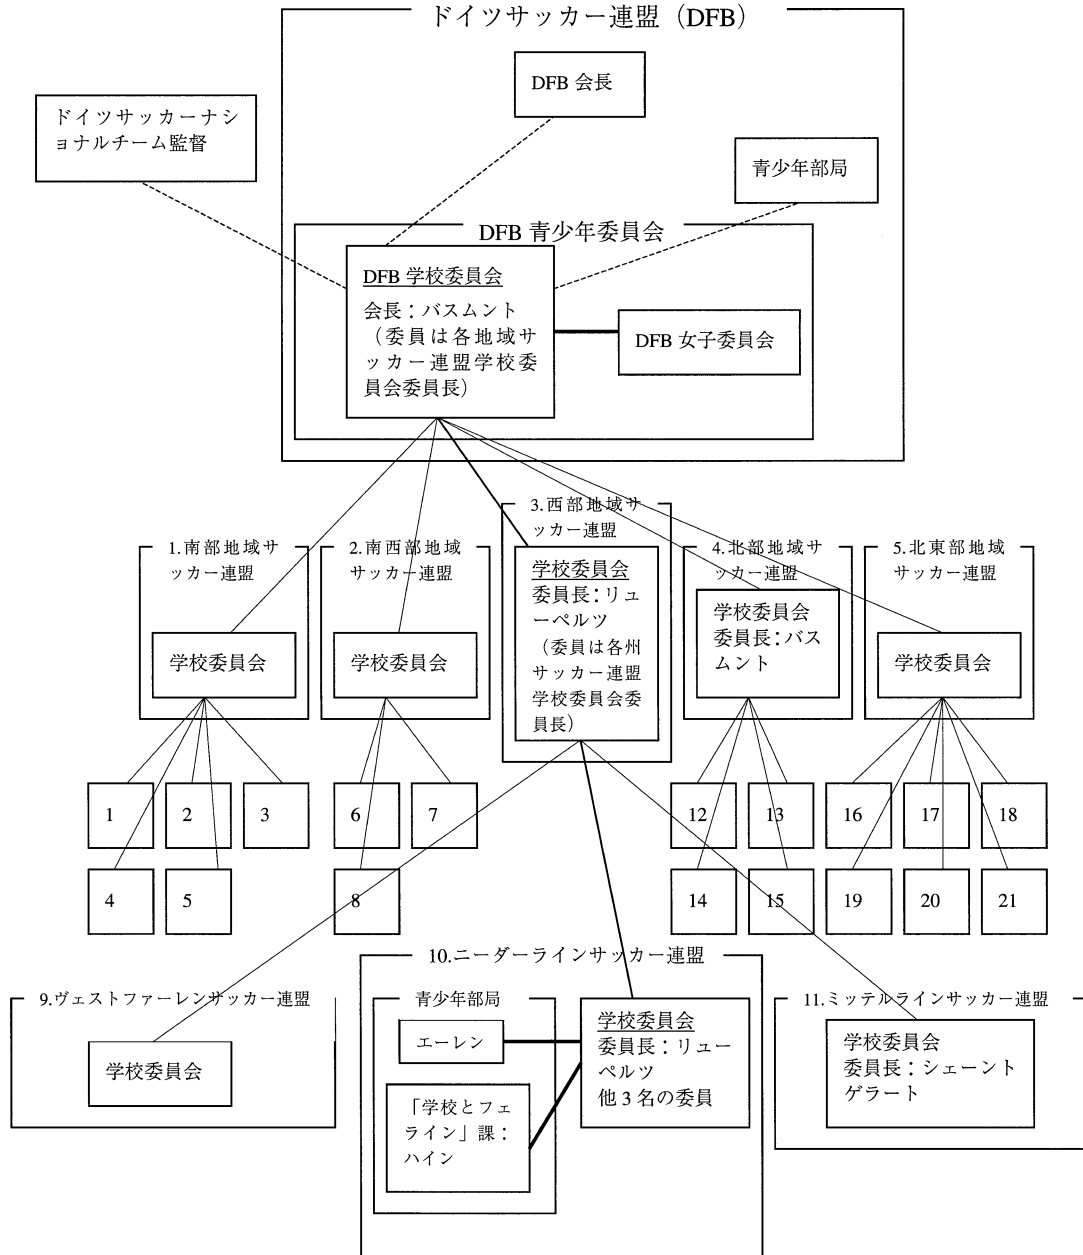 ドイツサッカー連盟（DFB）
DFB 会長
ドイツサッカーナシ
ョナルチーム監督
青少年部局
DFB 青少年委員会
DFB 学校委員会
会長：バスムント
（委員は各地域サ
ッカー連盟学校委
員会委員長）
DFB 女子委員会
1.南部地域サ
ッカー連盟
学校委員会
2.南西部地域
サッカー連盟
学校委員会
3.西部地域サ
ッカー連盟
学校委員会
委員長：リュ
ーペルツ
（委員は各州
サッカー連盟
学校委員会委
員長）
4.北部地域サ
ッカー連盟
学校委員会
委員長：バス
ムント
5.北東部地域
サッカー連盟
学校委員会
1
2
3
4
5
6
7
8
12
13
14
15
16
17
18
19
20
21
9.ヴェストファーレンサッカー連盟
学校委員会
10.ニーダーラインサッカー連盟
青少年部局
エーレン
「学校とフェ
ライン」課：
ハイン
学校委員会
委員長：リュー
ペルツ
他 3 名の委員
11.ミッテルラインサッカー連盟
学校委員会
委員長：シェーント
ゲラート